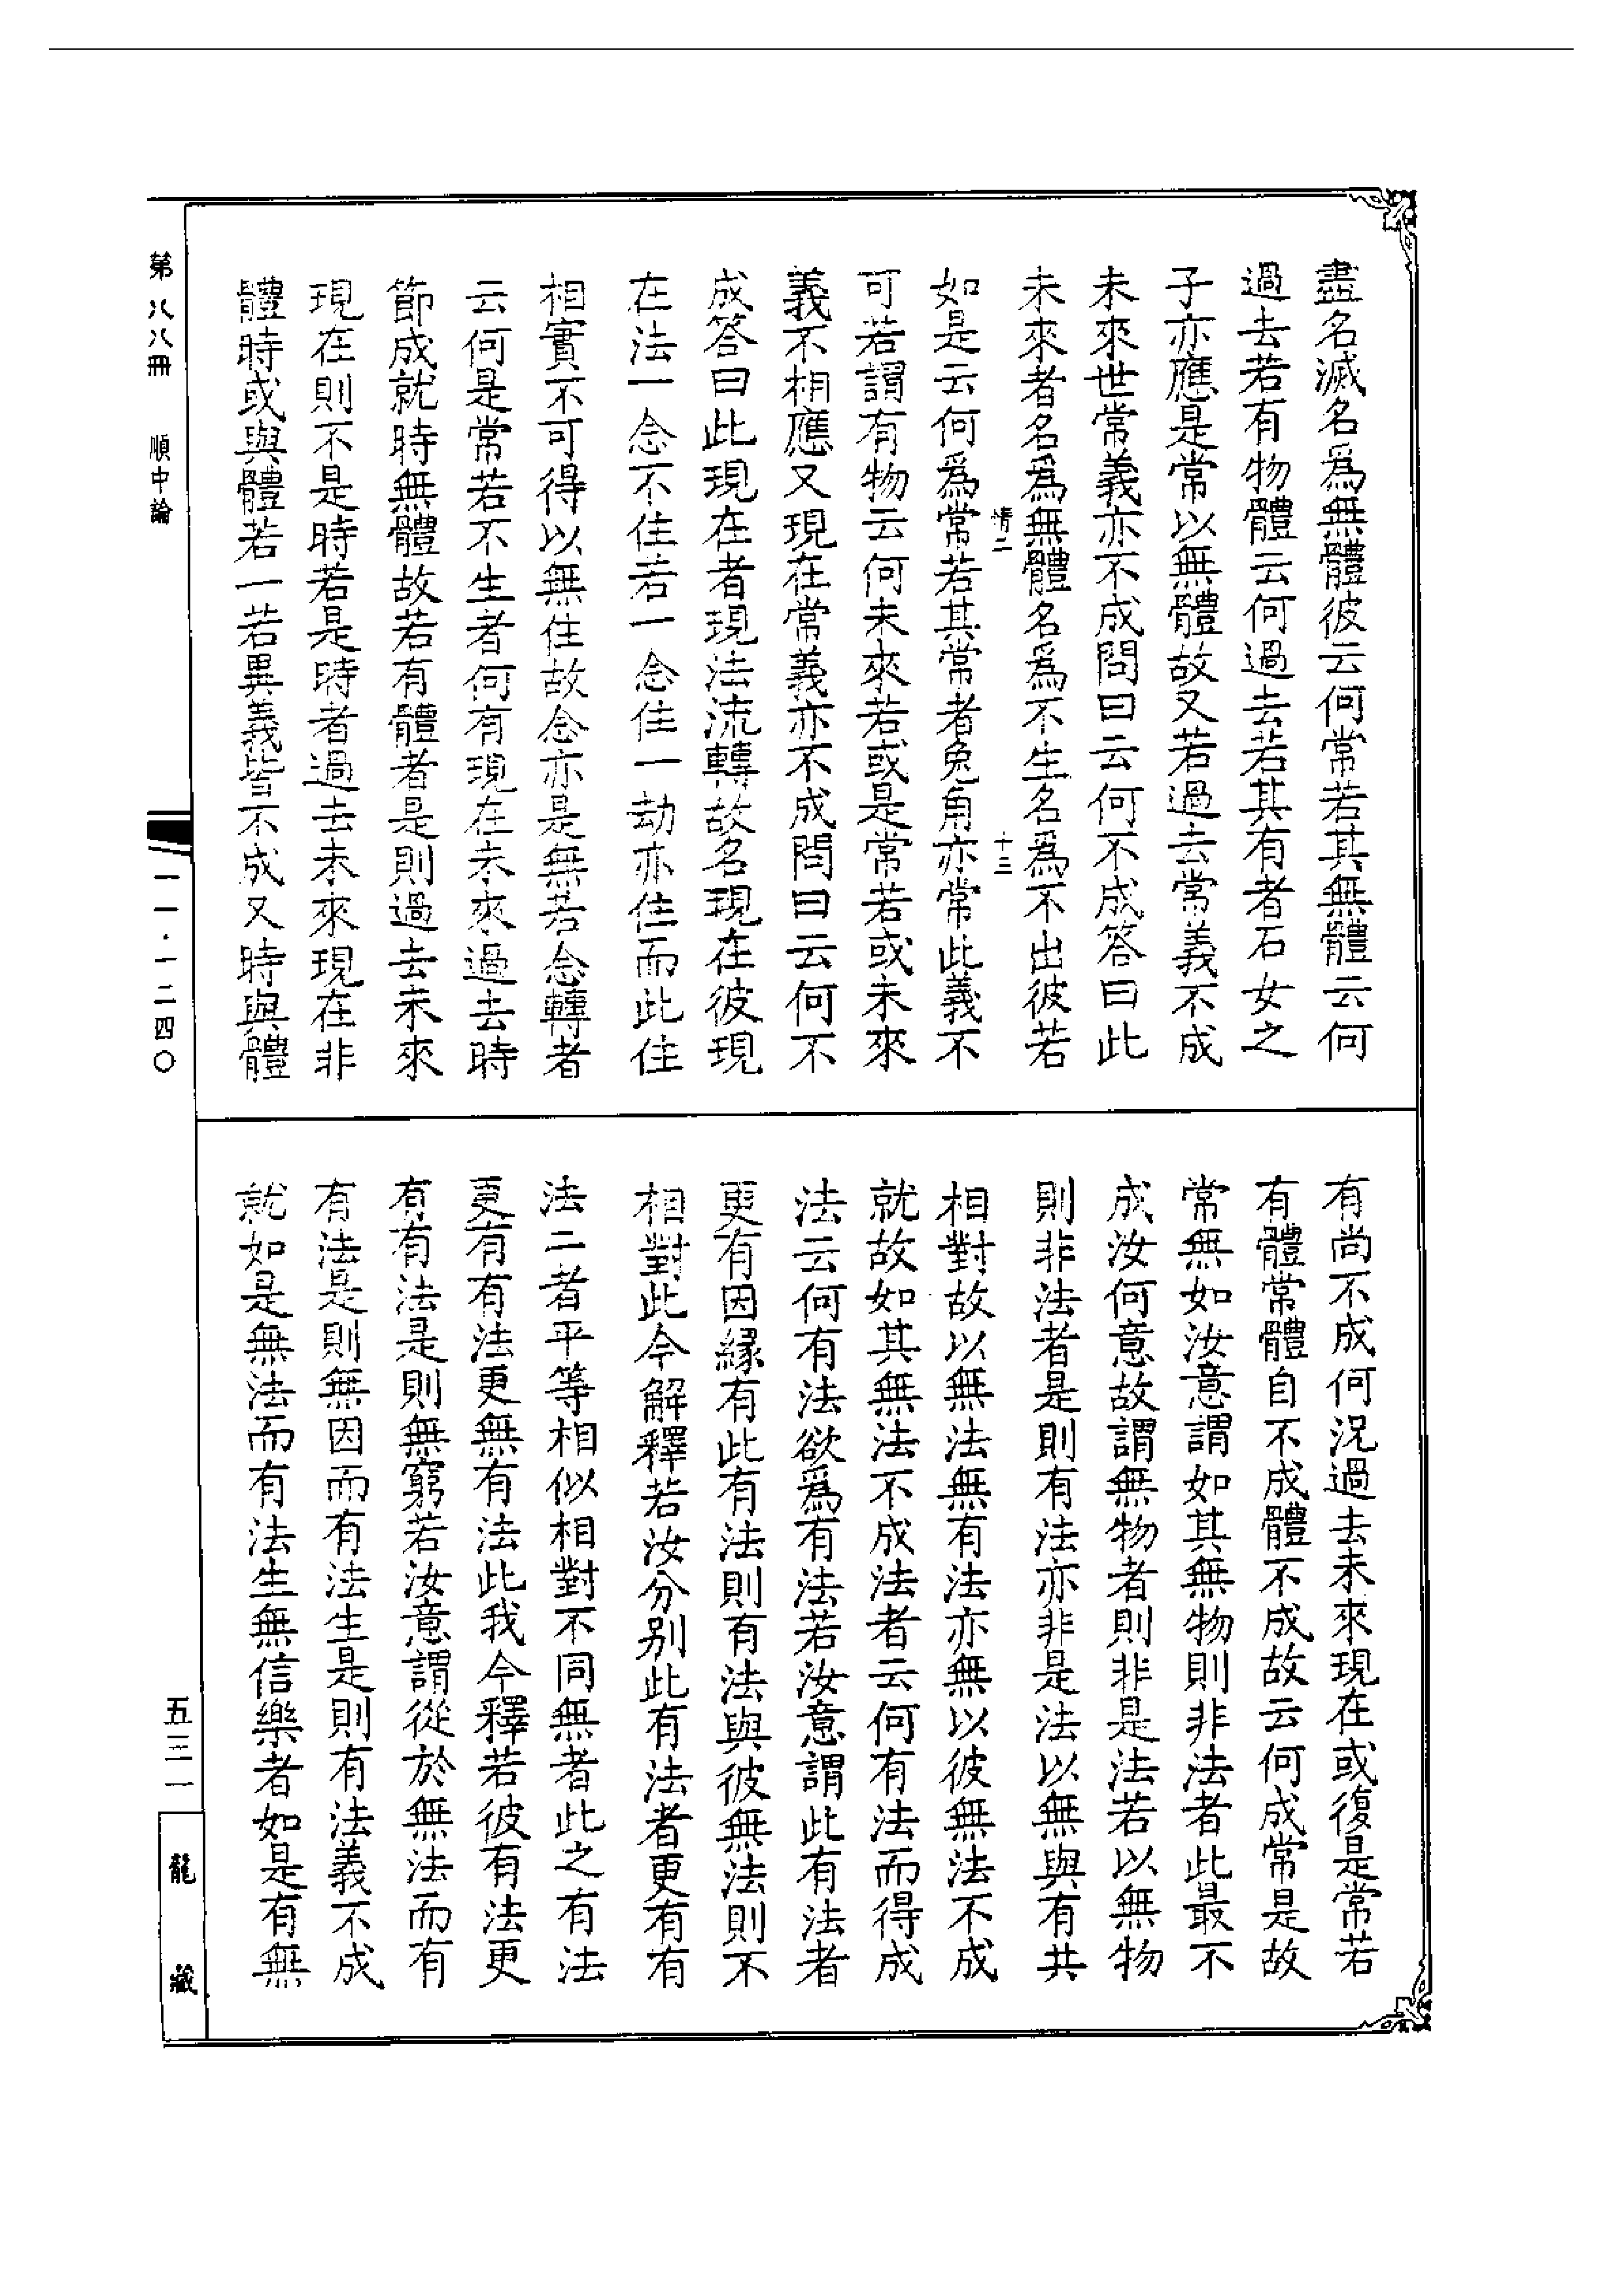 盡名滅名爲無體彼云何常若其無體云何
過去若有物體云何過去若其有者石女之
子亦應是常以無體故又若過去常義不成
未來世常義亦不成問曰云何不成答曰此
未來者名爲無體名爲不生名爲不出彼若
情二 十三
如是云何爲常若其常者兔角亦常此義不
可若謂有物云何未來若或是常若或未來
義不相應又現在常義亦不成問曰云何不
成答曰此現在者現法流轉故名現在彼現
在法一念不住若一念住一劫亦住而此住
相實不可得以無住故念亦是無若念轉者
云何是常若不生者何有現在未來過去時
節成就時無體故若有體者是則過去未來
現在則不是時若是時者過去未來現在非
體時或與體若一若異義皆不成又時與體
有尚不成何況過去未來現在或復是常若
有體常體自不成體不成故云何成常是故
常無如汝意謂如其無物則非法者此最不
成汝何意故謂無物者則非是法若以無物
則非法者是則有法亦非是法以無與有共
相對故以無法無有法亦無以彼無法不成
就故如其無法不成法者云何有法而得成
法云何有法欲爲有法若汝意謂此有法者
更有因緣有此有法則有法與彼無法則不
相對此今解釋若汝分別此有法者更有有
法二者平等相似相對不同無者此之有法
更有有法更無有法此我今釋若彼有法更
有有法是則無窮若汝意謂從於無法而有
有法是則無因而有法生是則有法義不成
就如是無法而有法生無信樂者如是有無
第八八冊 順中論
一一·一二四〇
五三一
龍藏